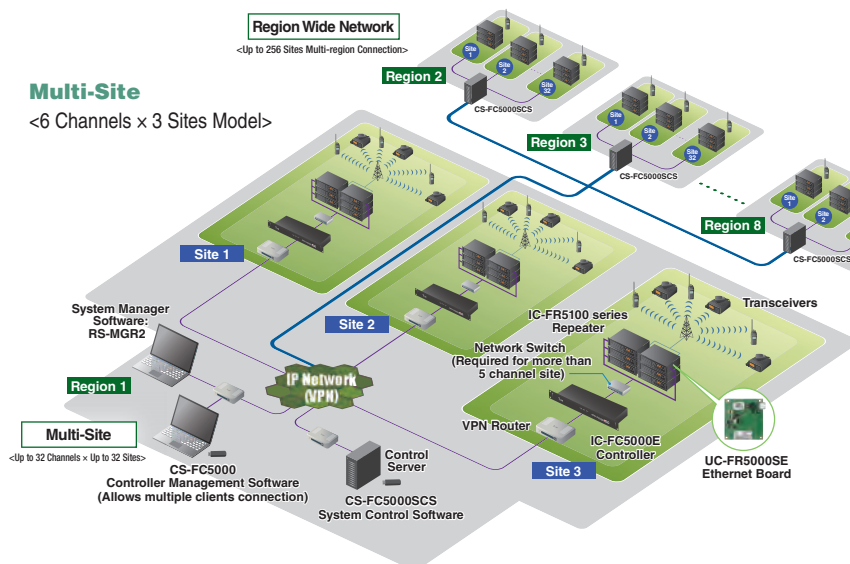 Region Wide Network
<Up to 256 Sites Multi-region Connection>
Multi-Site
<6 Channels × 3 Sites Model>
Region 2
Site
1
Site
2
Site
32
CS-FC5000SCS
Region 3
Site
1
Site
2
Site
32
CS-FC5000SCS
Region 8
Site
1
Site
2
CS-FC5000SCS
Site 1
Site 2
System Manager
Software:
RS-MGR2
Region 1
IP Network
(VPN)
Multi-Site
<Up to 32 Channels × Up to 32 Sites>
CS-FC5000
Controller Management Software
(Allows multiple clients connection)
Control
Server
CS-FC5000SCS
System Control Software
Transceivers
IC-FR5100 series
Repeater
Network Switch
(Required for more than
5 channel site)
VPN Router
IC-FC5000E
Controller
Site 3
UC-FR5000SE
Ethernet Board